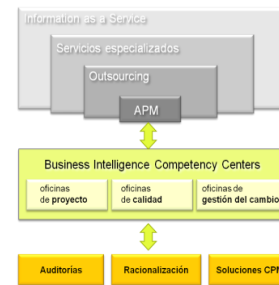 Information as a Service
Servicios especializados
Outsourcing
APM
Business Intelligence Competency Centers
oficinas
de proyecto
oficinas
de calidad
oficinas de
gestión del cambio
Auditorías
Racionalización
Soluciones CPM